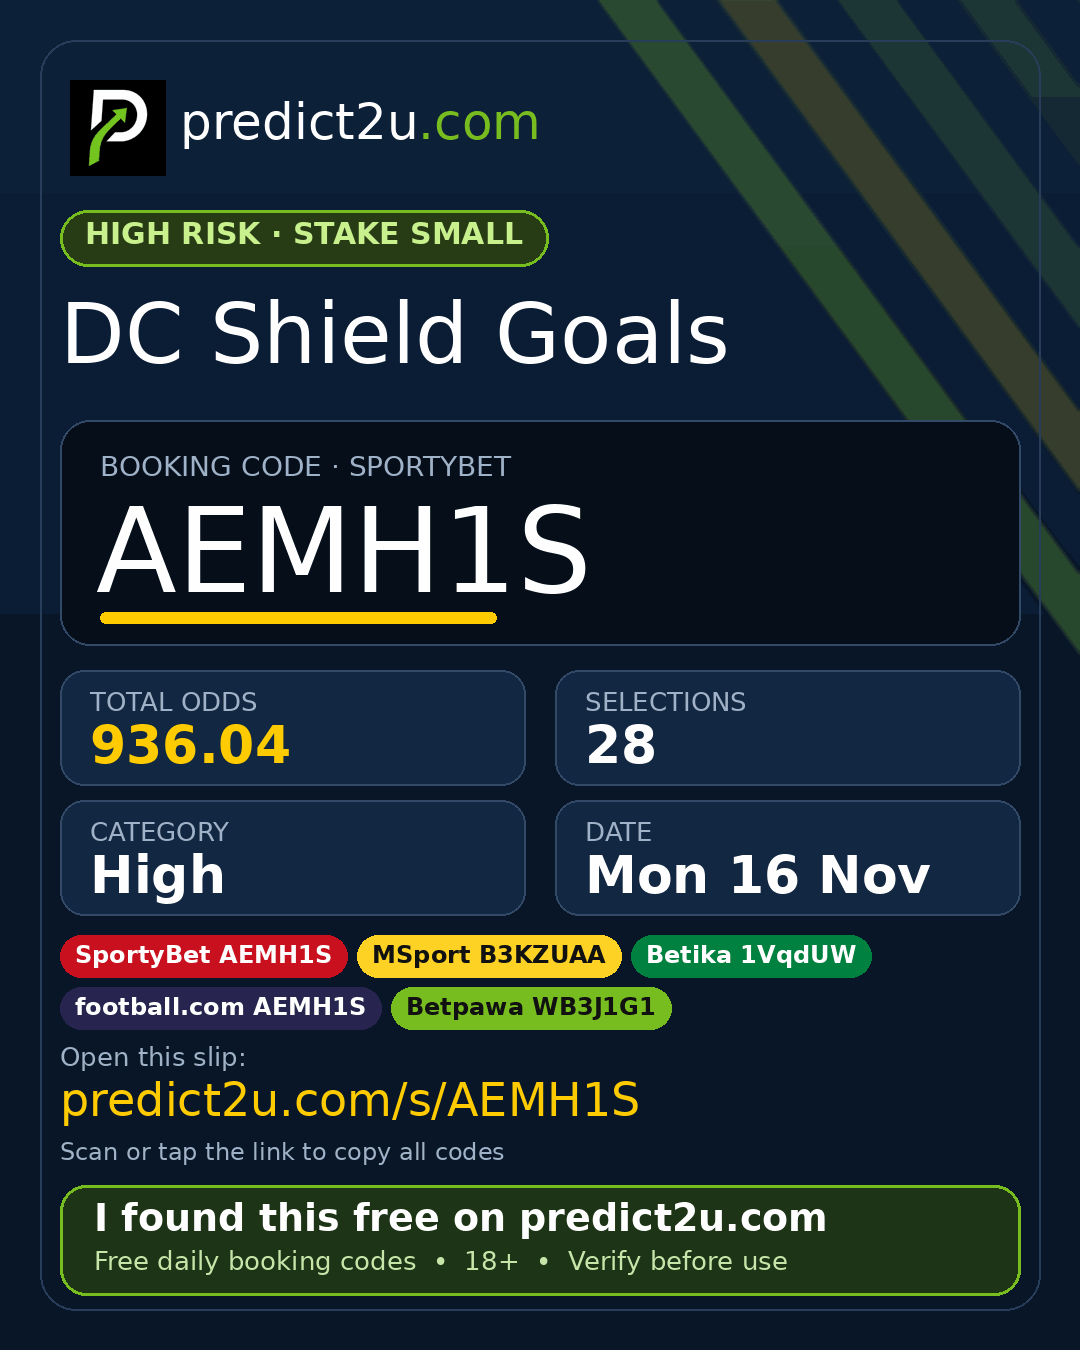 predict2u.com
HIGH RISK · STAKE SMALL
DC Shield Goals
BOOKING CODE · SPORTYBET
AEMH1S
TOTAL ODDS
936.04
SELECTIONS
28
CATEGORY
High
DATE
Mon 16 Nov
SportyBet AEMH1S
MSport B3KZUAA
Betika 1VqdUW
football.com AEMH1S
Betpawa WB3J1G1
Open this slip:
predict2u.com/s/AEMH1S
Scan or tap the link to copy all codes
I found this free on predict2u.com
Free daily booking codes • 18+ • Verify before use